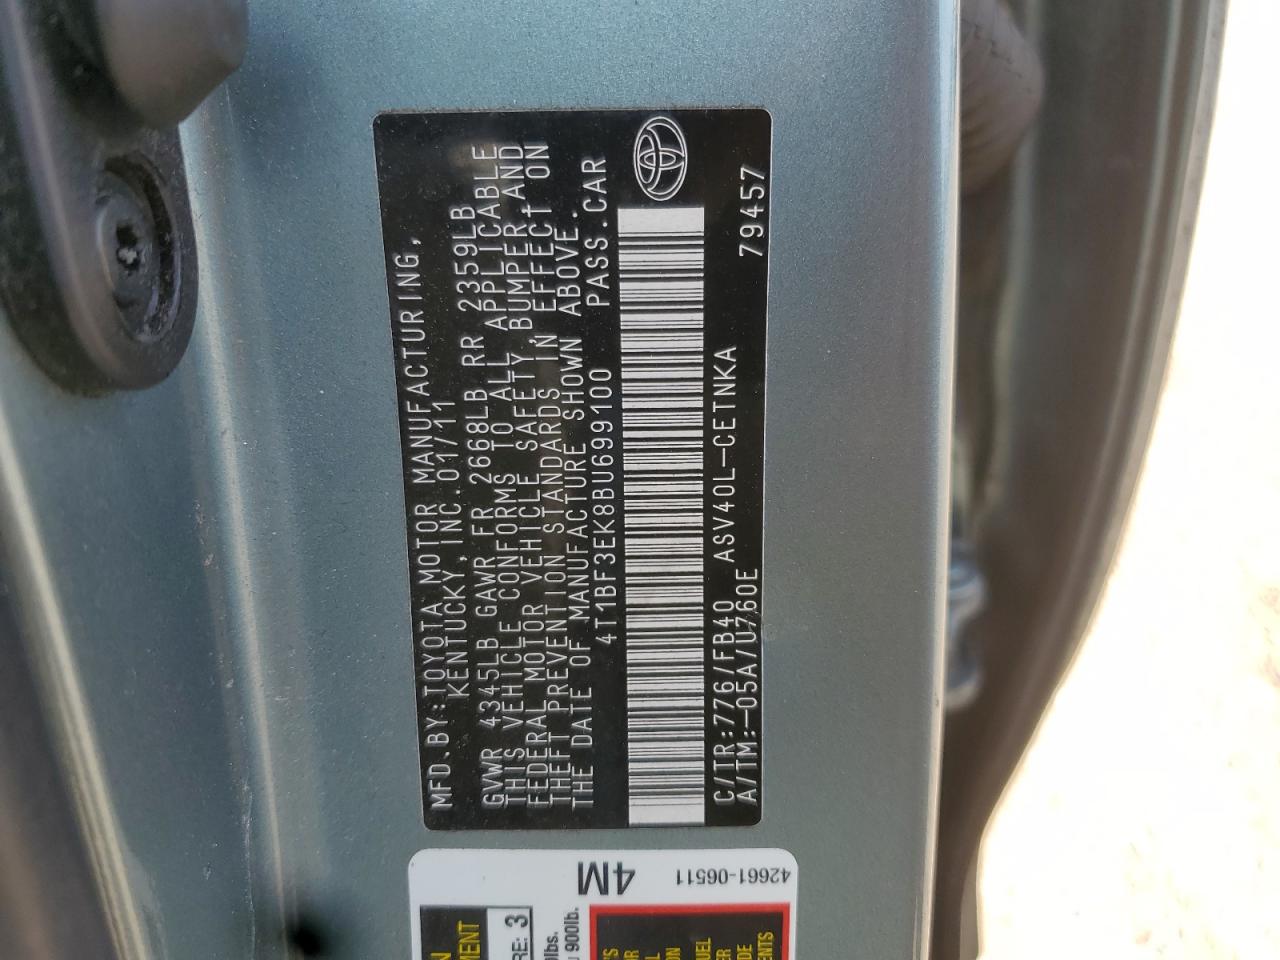 MFD.BY:TOYOTA MOTOR MANUFACTURING,
KENTUCKY, INC. 01/11
GVWR 4345LB GAWR FR 2668LB RR 2359LB
THIS VEHICLE CONFORMS TO ALL APPLICABLE
FEDERAL MOTOR VEHICLE SAFETY, BUMPER, AND
THEFT PREVENTION STANDARDS IN EFFECT ON
THE DATE OF MANUFACTURE SHOWN ABOVE.
4T1BF3EK8BU699100 PASS.CAR
C/TR:776/FB40 ASV40L-CETNKA
A/TM:-05A/U760E 79457
4M
42661-06511
3
900lb.